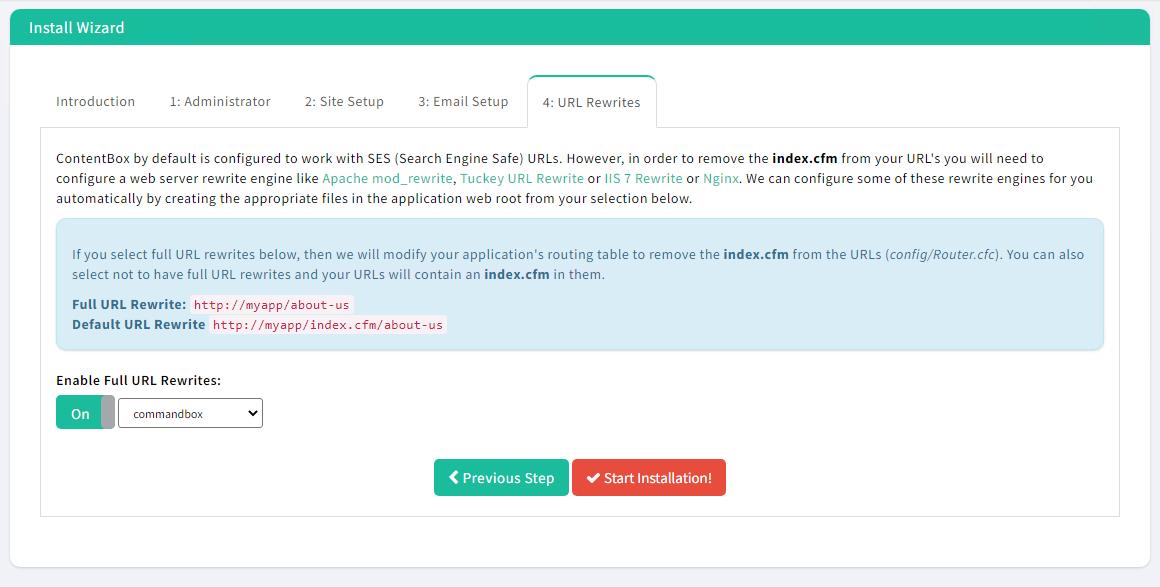 Install Wizard
Introduction
1: Administrator
2: Site Setup
3: Email Setup
4: URL Rewrites
ContentBox by default is configured to work with SES (Search Engine Safe) URLs. However, in order to remove the index.cfm from your URL's you will need to
configure a web server rewrite engine like Apache mod_rewrite, Tuckey URL Rewrite or IIS 7 Rewrite or Nginx. We can configure some of these rewrite engines for you
automatically by creating the appropriate files in the application web root from your selection below.
If you select full URL rewrites below, then we will modify your application's routing table to remove the index.cfm from the URLs (config/Router.cfc). You can also
select not to have full URL rewrites and your URLs will contain an index.cfm in them.
Full URL Rewrite: http://myapp/about-us
Default URL Rewrite http://myapp/index.cfm/about-us
Enable Full URL Rewrites:
On
commandbox
Previous Step
Start Installation!